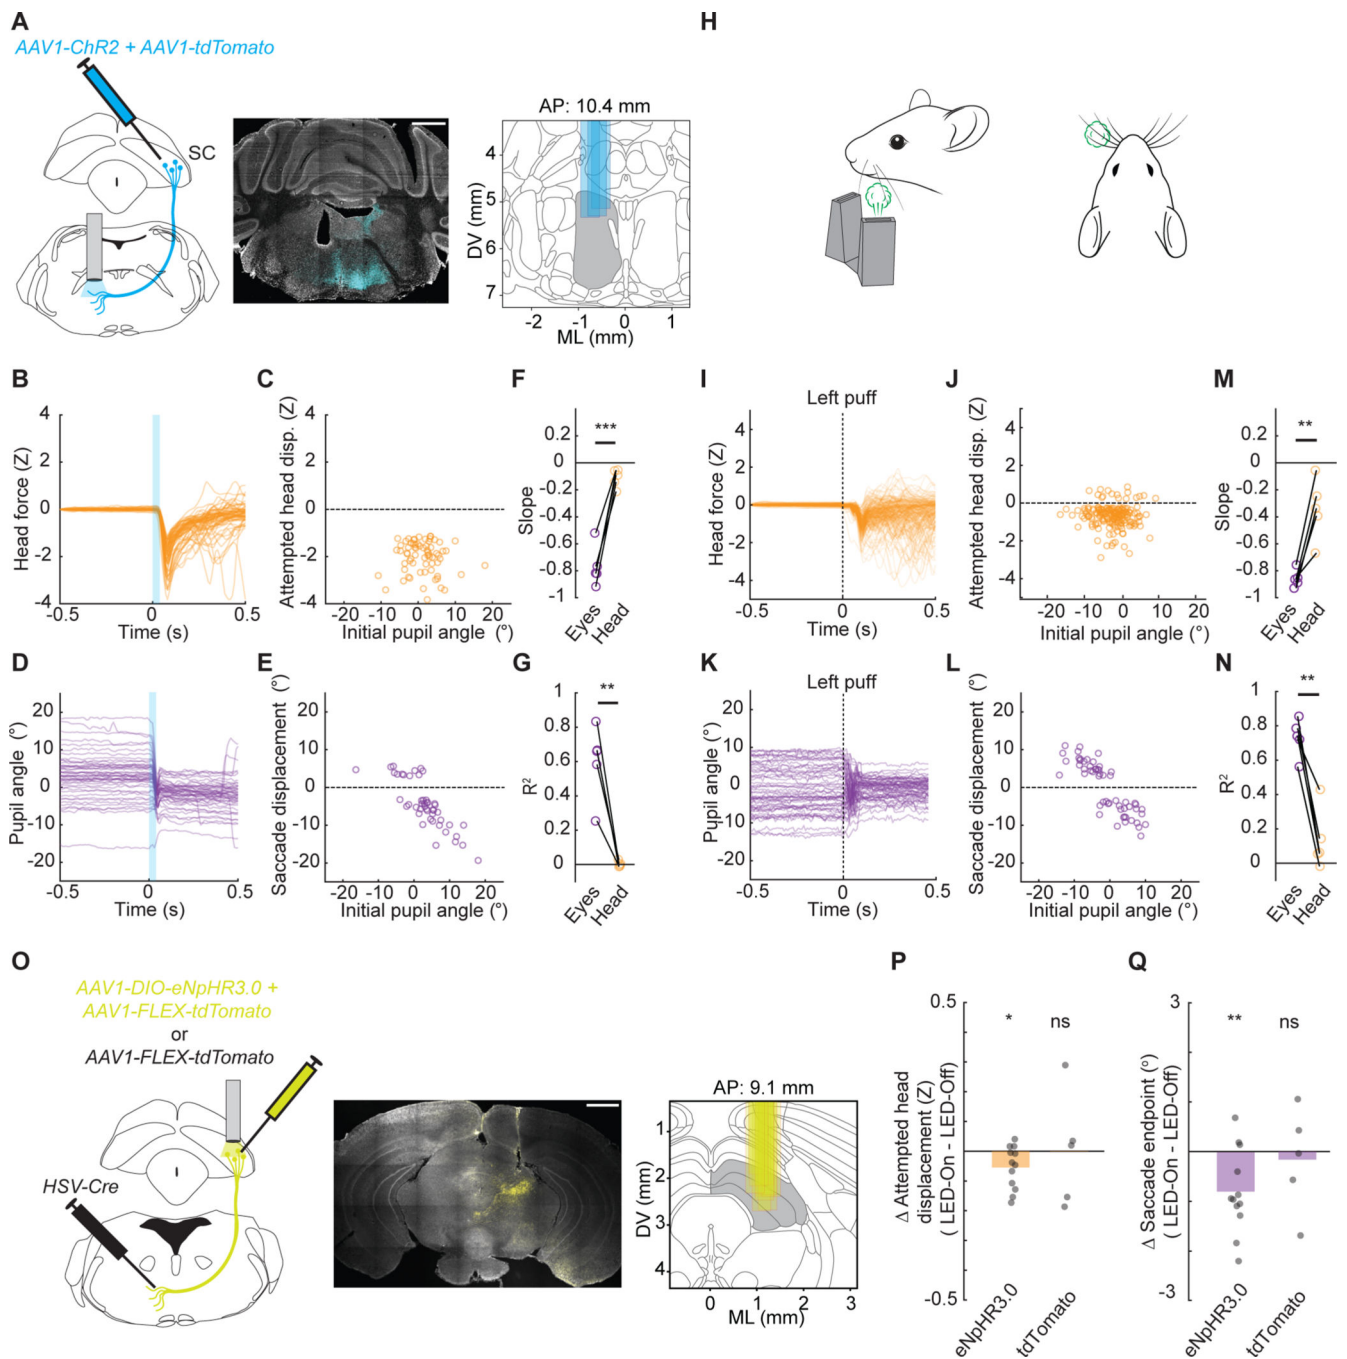 A
AAV1-ChR2 + AAV1-tdTomato
SC
AP: 10.4 mm
DV (mm)
4
5
6
7
-2
-1
0
1
ML (mm)
H
B
Head force (Z)
4
2
0
-2
-4
-0.5
0
0.5
Time (s)
C
Attempted head disp. (Z)
4
2
0
-2
-4
-20
-10
0
10
20
Initial pupil angle (°)
F
Slope
0.2
0
-0.2
-0.4
-0.6
-0.8
-1
***
Eyes
Head
I
Left puff
Head force (Z)
4
2
0
-2
-4
-0.5
0
0.5
Time (s)
J
Attempted head disp. (Z)
4
2
0
-2
-4
-20
-10
0
10
20
Initial pupil angle (°)
M
Slope
0.2
0
-0.2
-0.4
-0.6
-0.8
-1
**
Eyes
Head
D
Pupil angle (°)
20
10
0
-10
-20
-0.5
0
0.5
Time (s)
E
Saccade displacement (°)
20
10
0
-10
-20
-20
-10
0
10
20
Initial pupil angle (°)
G
R²
1
0.8
0.6
0.4
0.2
0
**
Eyes
Head
K
Left puff
Pupil angle (°)
20
10
0
-10
-20
-0.5
0
0.5
Time (s)
L
Saccade displacement (°)
20
10
0
-10
-20
-20
-10
0
10
20
Initial pupil angle (°)
N
R²
1
0.8
0.6
0.4
0.2
0
**
Eyes
Head
O
AAV1-DIO-eNpHR3.0 +
AAV1-FLEX-tdTomato
or
AAV1-FLEX-tdTomato
HSV-Cre
AP: 9.1 mm
DV (mm)
1
2
3
4
0
1
2
3
ML (mm)
P
Δ Attempted head
displacement (Z)
( LED-On - LED-Off)
0.5
-0.5
*
ns
eNpHR3.0
tdTomato
Q
Δ Saccade endpoint (°)
( LED-On - LED-Off)
3
-3
**
ns
eNpHR3.0
tdTomato